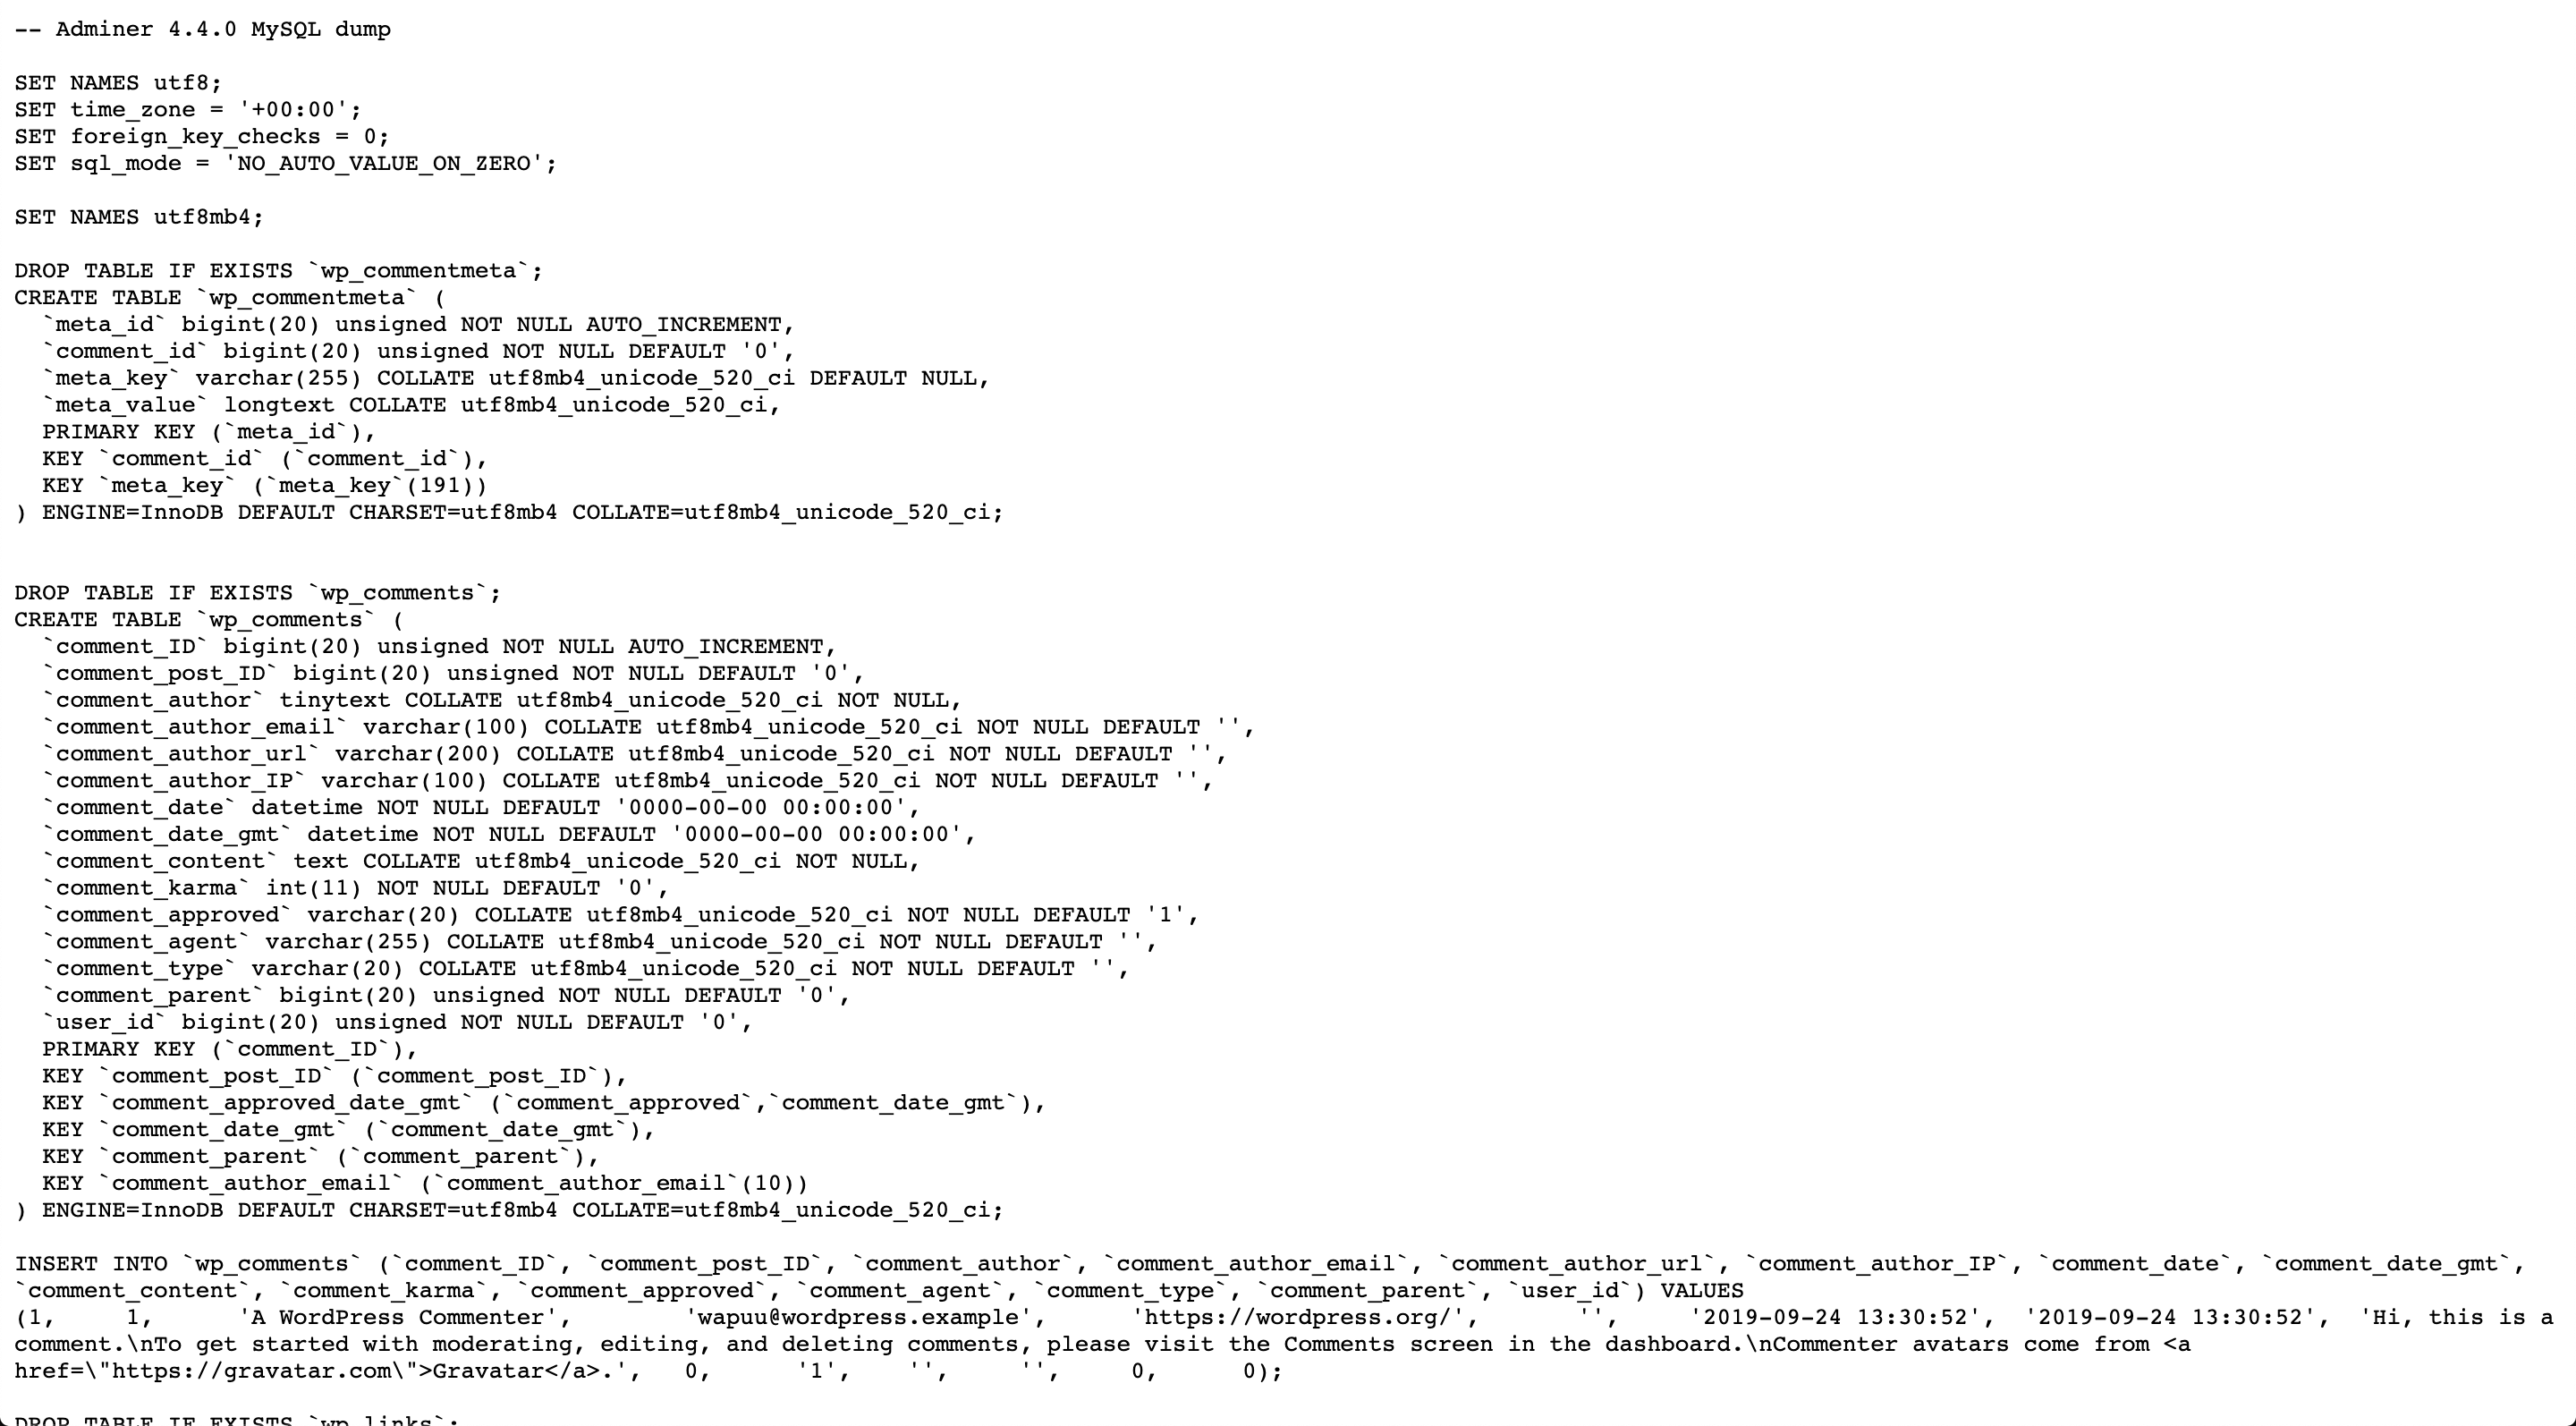 -- Adminer 4.4.0 MySQL dump
SET NAMES utf8;
SET time_zone = '+00:00';
SET foreign_key_checks = 0;
SET sql_mode = 'NO_AUTO_VALUE_ON_ZERO';
SET NAMES utf8mb4;
DROP TABLE IF EXISTS `wp_commentmeta`;
CREATE TABLE `wp_commentmeta` (
  `meta_id` bigint(20) unsigned NOT NULL AUTO_INCREMENT,
  `comment_id` bigint(20) unsigned NOT NULL DEFAULT '0',
  `meta_key` varchar(255) COLLATE utf8mb4_unicode_520_ci DEFAULT NULL,
  `meta_value` longtext COLLATE utf8mb4_unicode_520_ci,
  PRIMARY KEY (`meta_id`),
  KEY `comment_id` (`comment_id`),
  KEY `meta_key` (`meta_key`(191))
) ENGINE=InnoDB DEFAULT CHARSET=utf8mb4 COLLATE=utf8mb4_unicode_520_ci;
DROP TABLE IF EXISTS `wp_comments`;
CREATE TABLE `wp_comments` (
  `comment_ID` bigint(20) unsigned NOT NULL AUTO_INCREMENT,
  `comment_post_ID` bigint(20) unsigned NOT NULL DEFAULT '0',
  `comment_author` tinytext COLLATE utf8mb4_unicode_520_ci NOT NULL,
  `comment_author_email` varchar(100) COLLATE utf8mb4_unicode_520_ci NOT NULL DEFAULT '',
  `comment_author_url` varchar(200) COLLATE utf8mb4_unicode_520_ci NOT NULL DEFAULT '',
  `comment_author_IP` varchar(100) COLLATE utf8mb4_unicode_520_ci NOT NULL DEFAULT '',
  `comment_date` datetime NOT NULL DEFAULT '0000-00-00 00:00:00',
  `comment_date_gmt` datetime NOT NULL DEFAULT '0000-00-00 00:00:00',
  `comment_content` text COLLATE utf8mb4_unicode_520_ci NOT NULL,
  `comment_karma` int(11) NOT NULL DEFAULT '0',
  `comment_approved` varchar(20) COLLATE utf8mb4_unicode_520_ci NOT NULL DEFAULT '1',
  `comment_agent` varchar(255) COLLATE utf8mb4_unicode_520_ci NOT NULL DEFAULT '',
  `comment_type` varchar(20) COLLATE utf8mb4_unicode_520_ci NOT NULL DEFAULT '',
  `comment_parent` bigint(20) unsigned NOT NULL DEFAULT '0',
  `user_id` bigint(20) unsigned NOT NULL DEFAULT '0',
  PRIMARY KEY (`comment_ID`),
  KEY `comment_post_ID` (`comment_post_ID`),
  KEY `comment_approved_date_gmt` (`comment_approved`,`comment_date_gmt`),
  KEY `comment_date_gmt` (`comment_date_gmt`),
  KEY `comment_parent` (`comment_parent`),
  KEY `comment_author_email` (`comment_author_email`(10))
) ENGINE=InnoDB DEFAULT CHARSET=utf8mb4 COLLATE=utf8mb4_unicode_520_ci;
INSERT INTO `wp_comments` (`comment_ID`, `comment_post_ID`, `comment_author`, `comment_author_email`, `comment_author_url`, `comment_author_IP`, `comment_date`, `comment_date_gmt`,
`comment_content`, `comment_karma`, `comment_approved`, `comment_agent`, `comment_type`, `comment_parent`, `user_id`) VALUES
(1,	1,	'A WordPress Commenter',	'wapuu@wordpress.example',	'https://wordpress.org/',	'',	'2019-09-24 13:30:52',	'2019-09-24 13:30:52',	'Hi, this is a
comment.\nTo get started with moderating, editing, and deleting comments, please visit the Comments screen in the dashboard.\nCommenter avatars come from <a
href=\"https://gravatar.com\">Gravatar</a>.',	0,	'1',	'',	'',	0,	0);
DROP TABLE IF EXISTS `wp_links`;